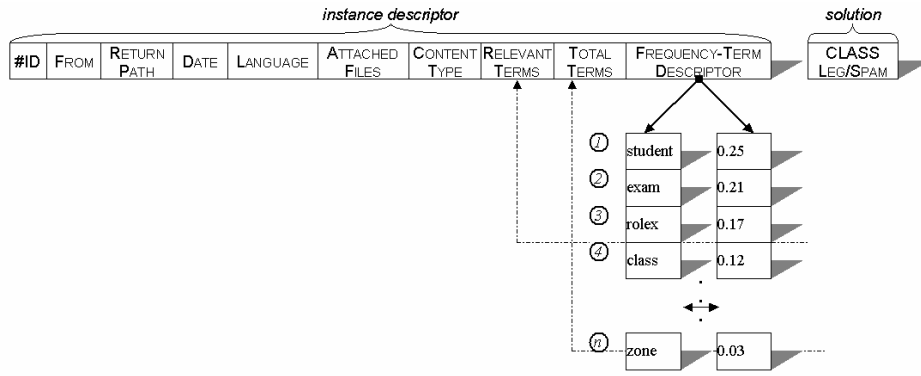 instance descriptor solution
#ID FROM RETURN PATH DATE LANGUAGE ATTACHED FILES CONTENT TYPE RELEVANT TERMS TOTAL TERMS FREQUENCY-TERM DESCRIPTOR CLASS LEG/SPAM
1 student 0.25
2 exam 0.21
3 rolex 0.17
4 class 0.12
n zone 0.03